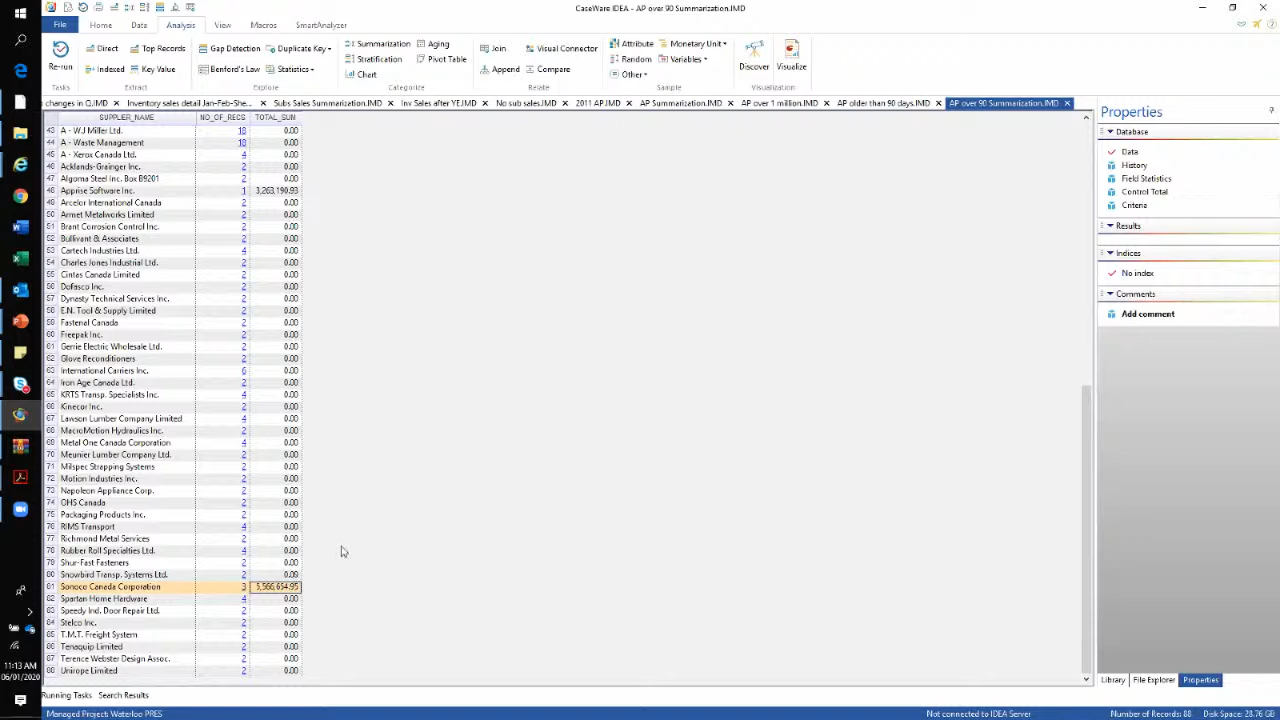 CaseWare IDEA - AP over 90 Summarization.IMD
File Home Data Analysis View Macros SmartAnalyzer
Re-run Tasks
Direct Top Records
Indexed Key Value
Extract
Gap Detection Duplicate Key
Benford's Law Statistics
Explore
Summarization Aging
Stratification Pivot Table
Chart
Categorize
Join Visual Connector
Append Compare
Relate
Attribute Monetary Unit
Random Variables
Other
Sample
Discover Visualize
Visualization
changes in Q.IMD Inventory sales detail Jan-Feb-She... Subs Sales Summarization.IMD Inv Sales after YE.IMD No sub sales.IMD 2011 AP.IMD AP Summarization.IMD AP over 1 million.IMD AP older than 90 days.IMD AP over 90 Summarization.IMD
SUPPLER_NAME NO_OF_RECS TOTAL_SUM
43 A - W.J Miller Ltd. 18 0.00
44 A - Waste Management 18 0.00
45 A - Xerox Canada Ltd. 4 0.00
46 Acklands-Grainger Inc. 2 0.00
47 Algoma Steel Inc. Box B9201 2 0.00
48 Apprise Software Inc. 1 3,263,190.93
49 Arcelor International Canada 2 0.00
50 Armet Metalworks Limited 2 0.00
51 Brant Corrosion Control Inc. 2 0.00
52 Bullivant & Associates 2 0.00
53 Cartech Industries Ltd. 4 0.00
54 Charles Jones Industrial Ltd. 2 0.00
55 Cintas Canada Limited 2 0.00
56 Dofasco Inc. 2 0.00
57 Dynasty Technical Services Inc. 2 0.00
58 E.N. Tool & Supply Limited 2 0.00
59 Fastenal Canada 2 0.00
60 Freepak Inc. 2 0.00
61 Gerrie Electric Wholesale Ltd. 2 0.00
62 Glove Reconditioners 2 0.00
63 International Carriers Inc. 6 0.00
64 Iron Age Canada Ltd. 2 0.00
65 KRTS Transp. Specialists Inc. 4 0.00
66 Kinecor Inc. 2 0.00
67 Lawson Lumber Company Limited 4 0.00
68 MacroMotion Hydraulics Inc. 2 0.00
69 Metal One Canada Corporation 4 0.00
70 Meunier Lumber Company Ltd. 2 0.00
71 Milspec Strapping Systems 2 0.00
72 Motion Industries Inc. 2 0.00
73 Napoleon Appliance Corp. 2 0.00
74 OHS Canada 2 0.00
75 Packaging Products Inc. 2 0.00
76 RIMS Transport 4 0.00
77 Richmond Metal Services 2 0.00
78 Rubber Roll Specialties Ltd. 4 0.00
79 Shur-Fast Fasteners 2 0.00
80 Snowbird Transp. Systems Ltd. 2 0.00
81 Sonoco Canada Corporation 3 5,566,654.95
82 Spartan Home Hardware 4 0.00
83 Speedy Ind. Door Repair Ltd. 2 0.00
84 Stelco Inc. 2 0.00
85 T.M.T. Freight System 2 0.00
86 Tenaquip Limited 2 0.00
87 Terence Webster Design Assoc. 2 0.00
88 Unirope Limited 2 0.00
Properties
Database
Data
History
Field Statistics
Control Total
Criteria
Results
Indices
No index
Comments
Add comment
Library File Explorer Properties
Running Tasks Search Results
Managed Project: Waterloo PRES Not connected to IDEA Server Number of Records: 88 Disk Space: 28.76 GB
11:13 AM
06/01/2020